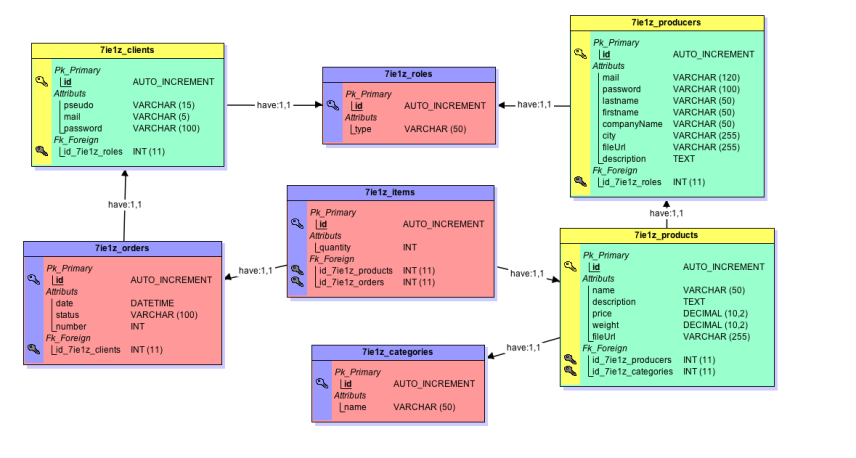 7ie1z_producers
Pk_Primary
id AUTO_INCREMENT
Attributs
mail VARCHAR (120)
password VARCHAR (100)
lastname VARCHAR (50)
firstname VARCHAR (50)
companyName VARCHAR (50)
city VARCHAR (255)
fileUrl VARCHAR (255)
description TEXT
Fk_Foreign
id_7ie1z_roles INT (11)
7ie1z_clients
Pk_Primary
id AUTO_INCREMENT
Attributs
pseudo VARCHAR (15)
mail VARCHAR (5)
password VARCHAR (100)
Fk_Foreign
id_7ie1z_roles INT (11)
7ie1z_roles
Pk_Primary
id AUTO_INCREMENT
Attributs
type VARCHAR (50)
have:1,1
have:1,1
have:1,1
have:1,1
7ie1z_items
Pk_Primary
id AUTO_INCREMENT
Attributs
quantity INT
Fk_Foreign
id_7ie1z_products INT (11)
id_7ie1z_orders INT (11)
7ie1z_orders
Pk_Primary
id AUTO_INCREMENT
Attributs
date DATETIME
status VARCHAR (100)
number INT
Fk_Foreign
id_7ie1z_clients INT (11)
have:1,1
have:1,1
7ie1z_products
Pk_Primary
id AUTO_INCREMENT
Attributs
name VARCHAR (50)
description TEXT
price DECIMAL (10,2)
weight DECIMAL (10,2)
fileUrl VARCHAR (255)
Fk_Foreign
id_7ie1z_producers INT (11)
id_7ie1z_categories INT (11)
have:1,1
7ie1z_categories
Pk_Primary
id AUTO_INCREMENT
Attributs
name VARCHAR (50)